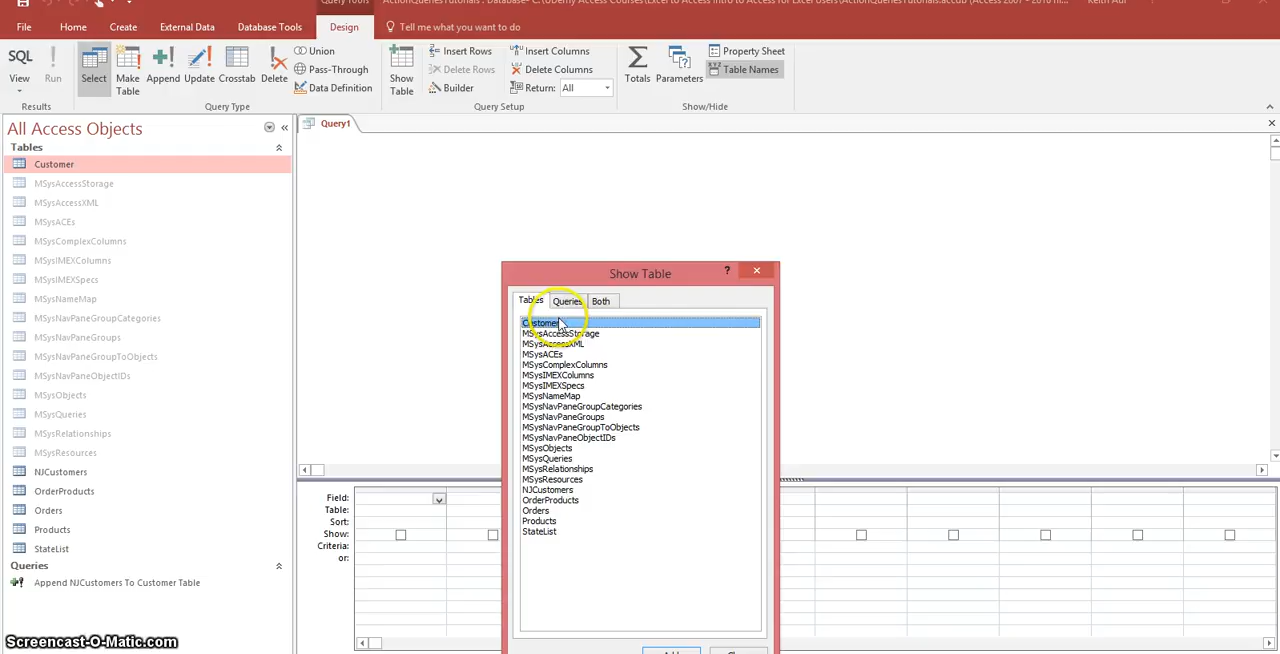 Design
File Home Create External Data Database Tools Design Tell me what you want to do
SQL
View
Run
Results
Select
Make Table
Append
Update
Crosstab
Delete
Union
Pass-Through
Data Definition
Query Type
Show Table
Insert Rows
Delete Rows
Builder
Insert Columns
Delete Columns
Return: All
Query Setup
Totals
Parameters
Property Sheet
Table Names
Show/Hide
All Access Objects
Tables
Customer
MSysAccessStorage
MSysAccessXML
MSysACEs
MSysComplexColumns
MSysIMEXColumns
MSysIMEXSpecs
MSysNameMap
MSysNavPaneGroupCategories
MSysNavPaneGroups
MSysNavPaneGroupToObjects
MSysNavPaneObjectIDs
MSysObjects
MSysQueries
MSysRelationships
MSysResources
NJCustomers
OrderProducts
Orders
Products
StateList
Queries
Append NJCustomers To Customer Table
Query1
Show Table
?
Tables Queries Both
Customer
MSysAccessStorage
MSysAccessXML
MSysACEs
MSysComplexColumns
MSysIMEXColumns
MSysIMEXSpecs
MSysNameMap
MSysNavPaneGroupCategories
MSysNavPaneGroups
MSysNavPaneGroupToObjects
MSysNavPaneObjectIDs
MSysObjects
MSysQueries
MSysRelationships
MSysResources
NJCustomers
OrderProducts
Orders
Products
StateList
Field:
Table:
Sort:
Show:
Criteria:
or:
Screencast-O-Matic.com